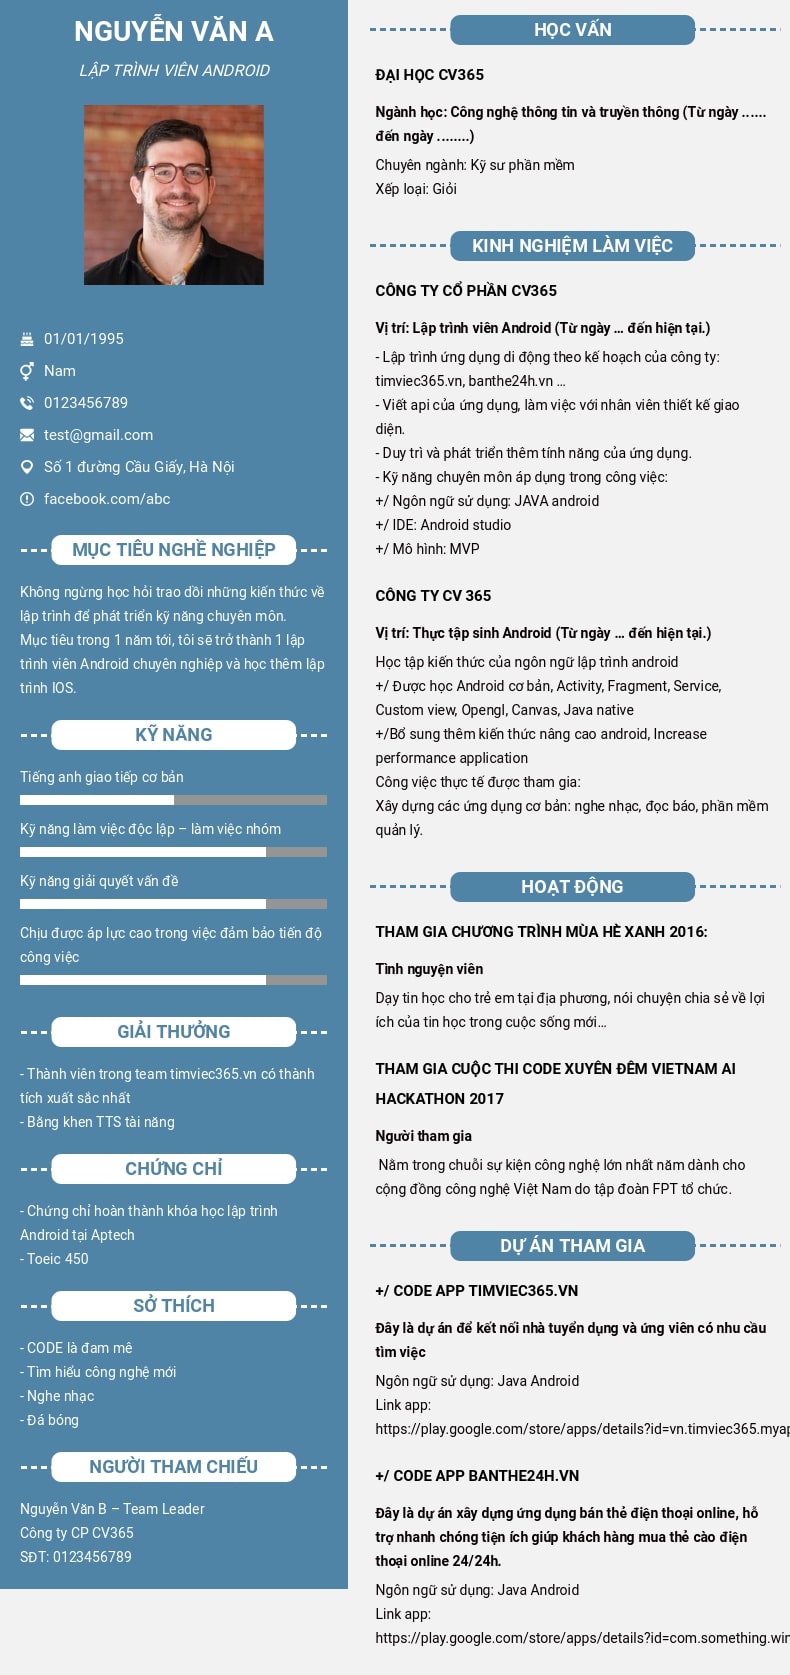 NGUYỄN VĂN A
LẬP TRÌNH VIÊN ANDROID
01/01/1995
Nam
0123456789
test@gmail.com
Số 1 đường Cầu Giấy, Hà Nội
facebook.com/abc
MỤC TIÊU NGHỀ NGHIỆP
Không ngừng học hỏi trao dồi những kiến thức về
lập trình để phát triển kỹ năng chuyên môn.
Mục tiêu trong 1 năm tới, tôi sẽ trở thành 1 lập
trình viên Android chuyên nghiệp và học thêm lập
trình IOS.
KỸ NĂNG
Tiếng anh giao tiếp cơ bản
Kỹ năng làm việc độc lập – làm việc nhóm
Kỹ năng giải quyết vấn đề
Chịu được áp lực cao trong việc đảm bảo tiến độ
công việc
GIẢI THƯỞNG
- Thành viên trong team timviec365.vn có thành
tích xuất sắc nhất
- Bằng khen TTS tài năng
CHỨNG CHỈ
- Chứng chỉ hoàn thành khóa học lập trình
Android tại Aptech
- Toeic 450
SỞ THÍCH
- CODE là đam mê
- Tìm hiểu công nghệ mới
- Nghe nhạc
- Đá bóng
NGƯỜI THAM CHIẾU
Nguyễn Văn B – Team Leader
Công ty CP CV365
SĐT: 0123456789
HỌC VẤN
ĐẠI HỌC CV365
Ngành học: Công nghệ thông tin và truyền thông (Từ ngày ......
đến ngày ........)
Chuyên ngành: Kỹ sư phần mềm
Xếp loại: Giỏi
KINH NGHIỆM LÀM VIỆC
CÔNG TY CỔ PHẦN CV365
Vị trí: Lập trình viên Android (Từ ngày … đến hiện tại.)
- Lập trình ứng dụng di động theo kế hoạch của công ty:
timviec365.vn, banthe24h.vn …
- Viết api của ứng dụng, làm việc với nhân viên thiết kế giao
diện.
- Duy trì và phát triển thêm tính năng của ứng dụng.
- Kỹ năng chuyên môn áp dụng trong công việc:
+/ Ngôn ngữ sử dụng: JAVA android
+/ IDE: Android studio
+/ Mô hình: MVP
CÔNG TY CV 365
Vị trí: Thực tập sinh Android (Từ ngày … đến hiện tại.)
Học tập kiến thức của ngôn ngữ lập trình android
+/ Được học Android cơ bản, Activity, Fragment, Service,
Custom view, Opengl, Canvas, Java native
+/Bổ sung thêm kiến thức nâng cao android, Increase
performance application
Công việc thực tế được tham gia:
Xây dựng các ứng dụng cơ bản: nghe nhạc, đọc báo, phần mềm
quản lý.
HOẠT ĐỘNG
THAM GIA CHƯƠNG TRÌNH MÙA HÈ XANH 2016:
Tình nguyện viên
Dạy tin học cho trẻ em tại địa phương, nói chuyện chia sẻ về lợi
ích của tin học trong cuộc sống mới…
THAM GIA CUỘC THI CODE XUYÊN ĐÊM VIETNAM AI
HACKATHON 2017
Người tham gia
Nằm trong chuỗi sự kiện công nghệ lớn nhất năm dành cho
cộng đồng công nghệ Việt Nam do tập đoàn FPT tổ chức.
DỰ ÁN THAM GIA
+/ CODE APP TIMVIEC365.VN
Đây là dự án để kết nối nhà tuyển dụng và ứng viên có nhu cầu
tìm việc
Ngôn ngữ sử dụng: Java Android
Link app:
https://play.google.com/store/apps/details?id=vn.timviec365.myap
+/ CODE APP BANTHE24H.VN
Đây là dự án xây dựng ứng dụng bán thẻ điện thoại online, hỗ
trợ nhanh chóng tiện ích giúp khách hàng mua thẻ cào điện
thoại online 24/24h.
Ngôn ngữ sử dụng: Java Android
Link app:
https://play.google.com/store/apps/details?id=com.something.win